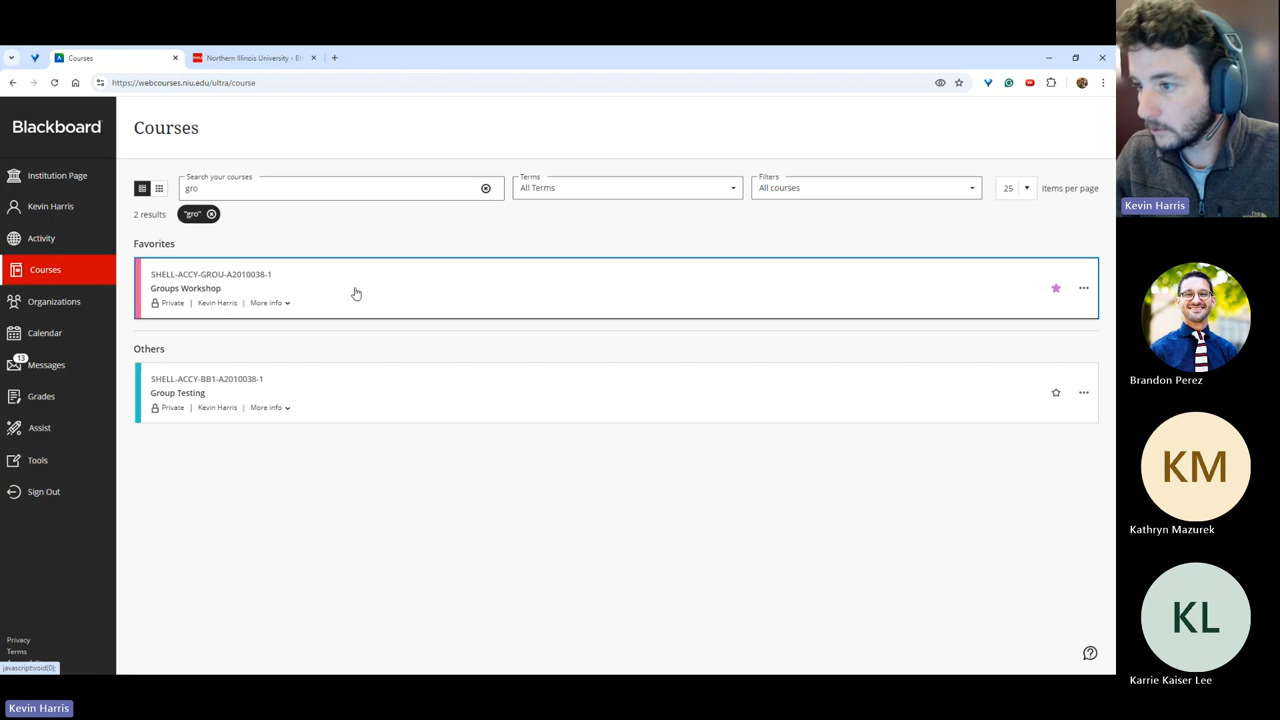 Courses
Northern Illinois University - Bl
https://webcourses.niu.edu/ultra/course
Blackboard
Institution Page
Kevin Harris
Activity
Courses
Organizations
Calendar
13
Messages
Grades
Assist
Tools
Sign Out
Privacy
Terms
javascript:void(0);
Courses
Search your courses
gro
Terms
All Terms
Filters
All courses
25
items per page
2 results
"gro"
Favorites
SHELL-ACCY-GROU-A2010038-1
Groups Workshop
Private | Kevin Harris | More info
Others
SHELL-ACCY-BB1-A2010038-1
Group Testing
Private | Kevin Harris | More info
Kevin Harris
Brandon Perez
KM
Kathryn Mazurek
KL
Karrie Kaiser Lee
Kevin Harris